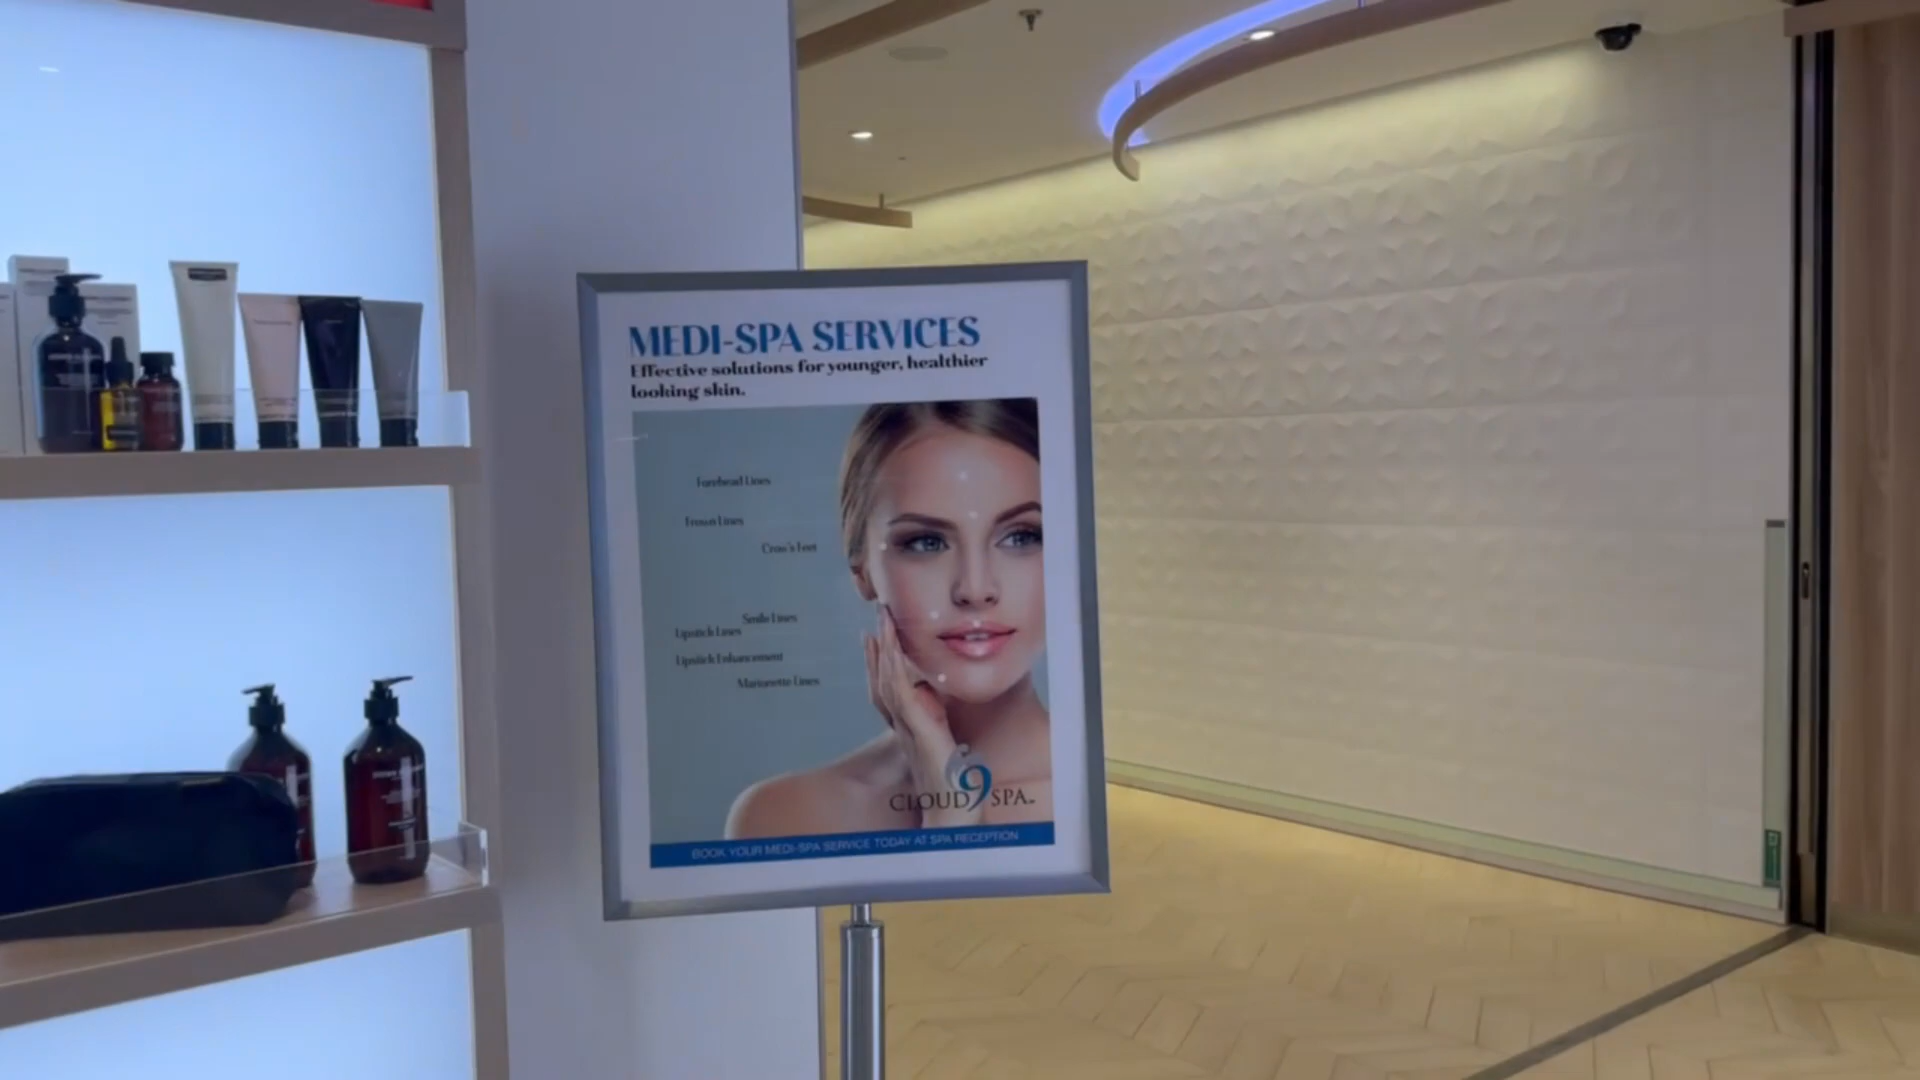 MEDI-SPA SERVICES
Effective solutions for younger, healthier
looking skin.
Forehead Lines
Frown Lines
Crow's Feet
Smile Lines
Lipstick Lines
Lipstick Enhancement
Marionette Lines
CLOUD 9 SPA
BOOK YOUR MEDI-SPA SERVICE TODAY AT SPA RECEPTION